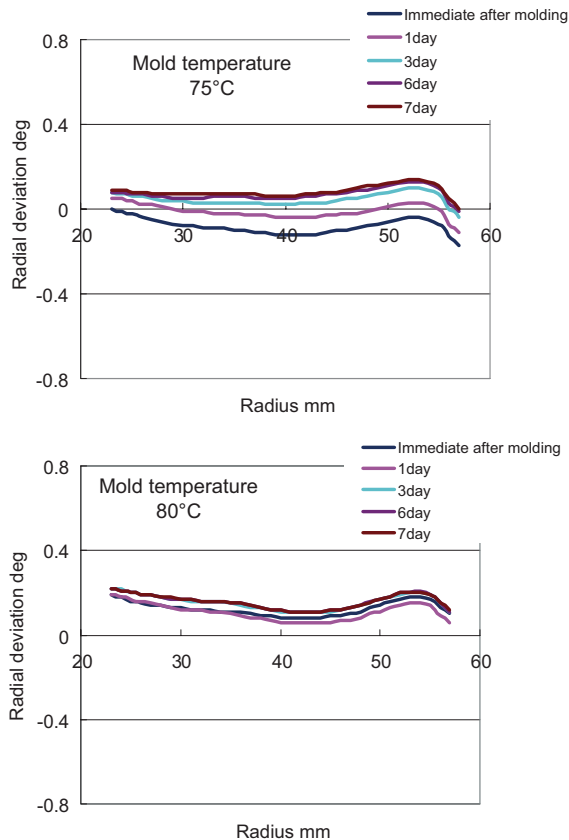 Immediate after molding
1day
3day
6day
7day
Mold temperature
75°C
0.8
0.4
0
-0.4
-0.8
20 30 40 50 60
Radial deviation deg
Radius mm
Immediate after molding
1day
3day
6day
7day
Mold temperature
80°C
0.8
0.4
0
-0.4
-0.8
20 30 40 50 60
Radial deviation deg
Radius mm